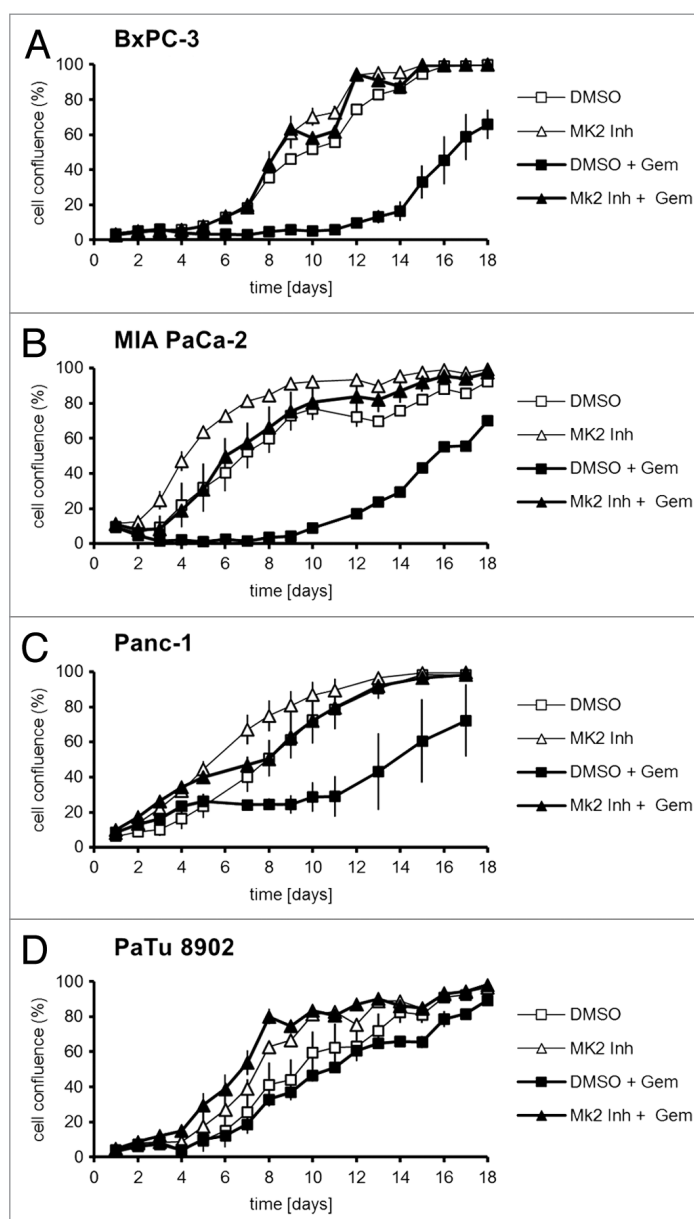 A
BxPC-3
cell confluence (%)
100
80
60
40
20
0
0 2 4 6 8 10 12 14 16 18
time [days]
DMSO
MK2 Inh
DMSO + Gem
Mk2 Inh + Gem
B
MIA PaCa-2
cell confluence (%)
100
80
60
40
20
0
0 2 4 6 8 10 12 14 16 18
time [days]
DMSO
MK2 Inh
DMSO + Gem
Mk2 Inh + Gem
C
Panc-1
cell confluence (%)
100
80
60
40
20
0
0 2 4 6 8 10 12 14 16 18
time [days]
DMSO
MK2 Inh
DMSO + Gem
Mk2 Inh + Gem
D
PaTu 8902
cell confluence (%)
100
80
60
40
20
0
0 2 4 6 8 10 12 14 16 18
time [days]
DMSO
MK2 Inh
DMSO + Gem
Mk2 Inh + Gem